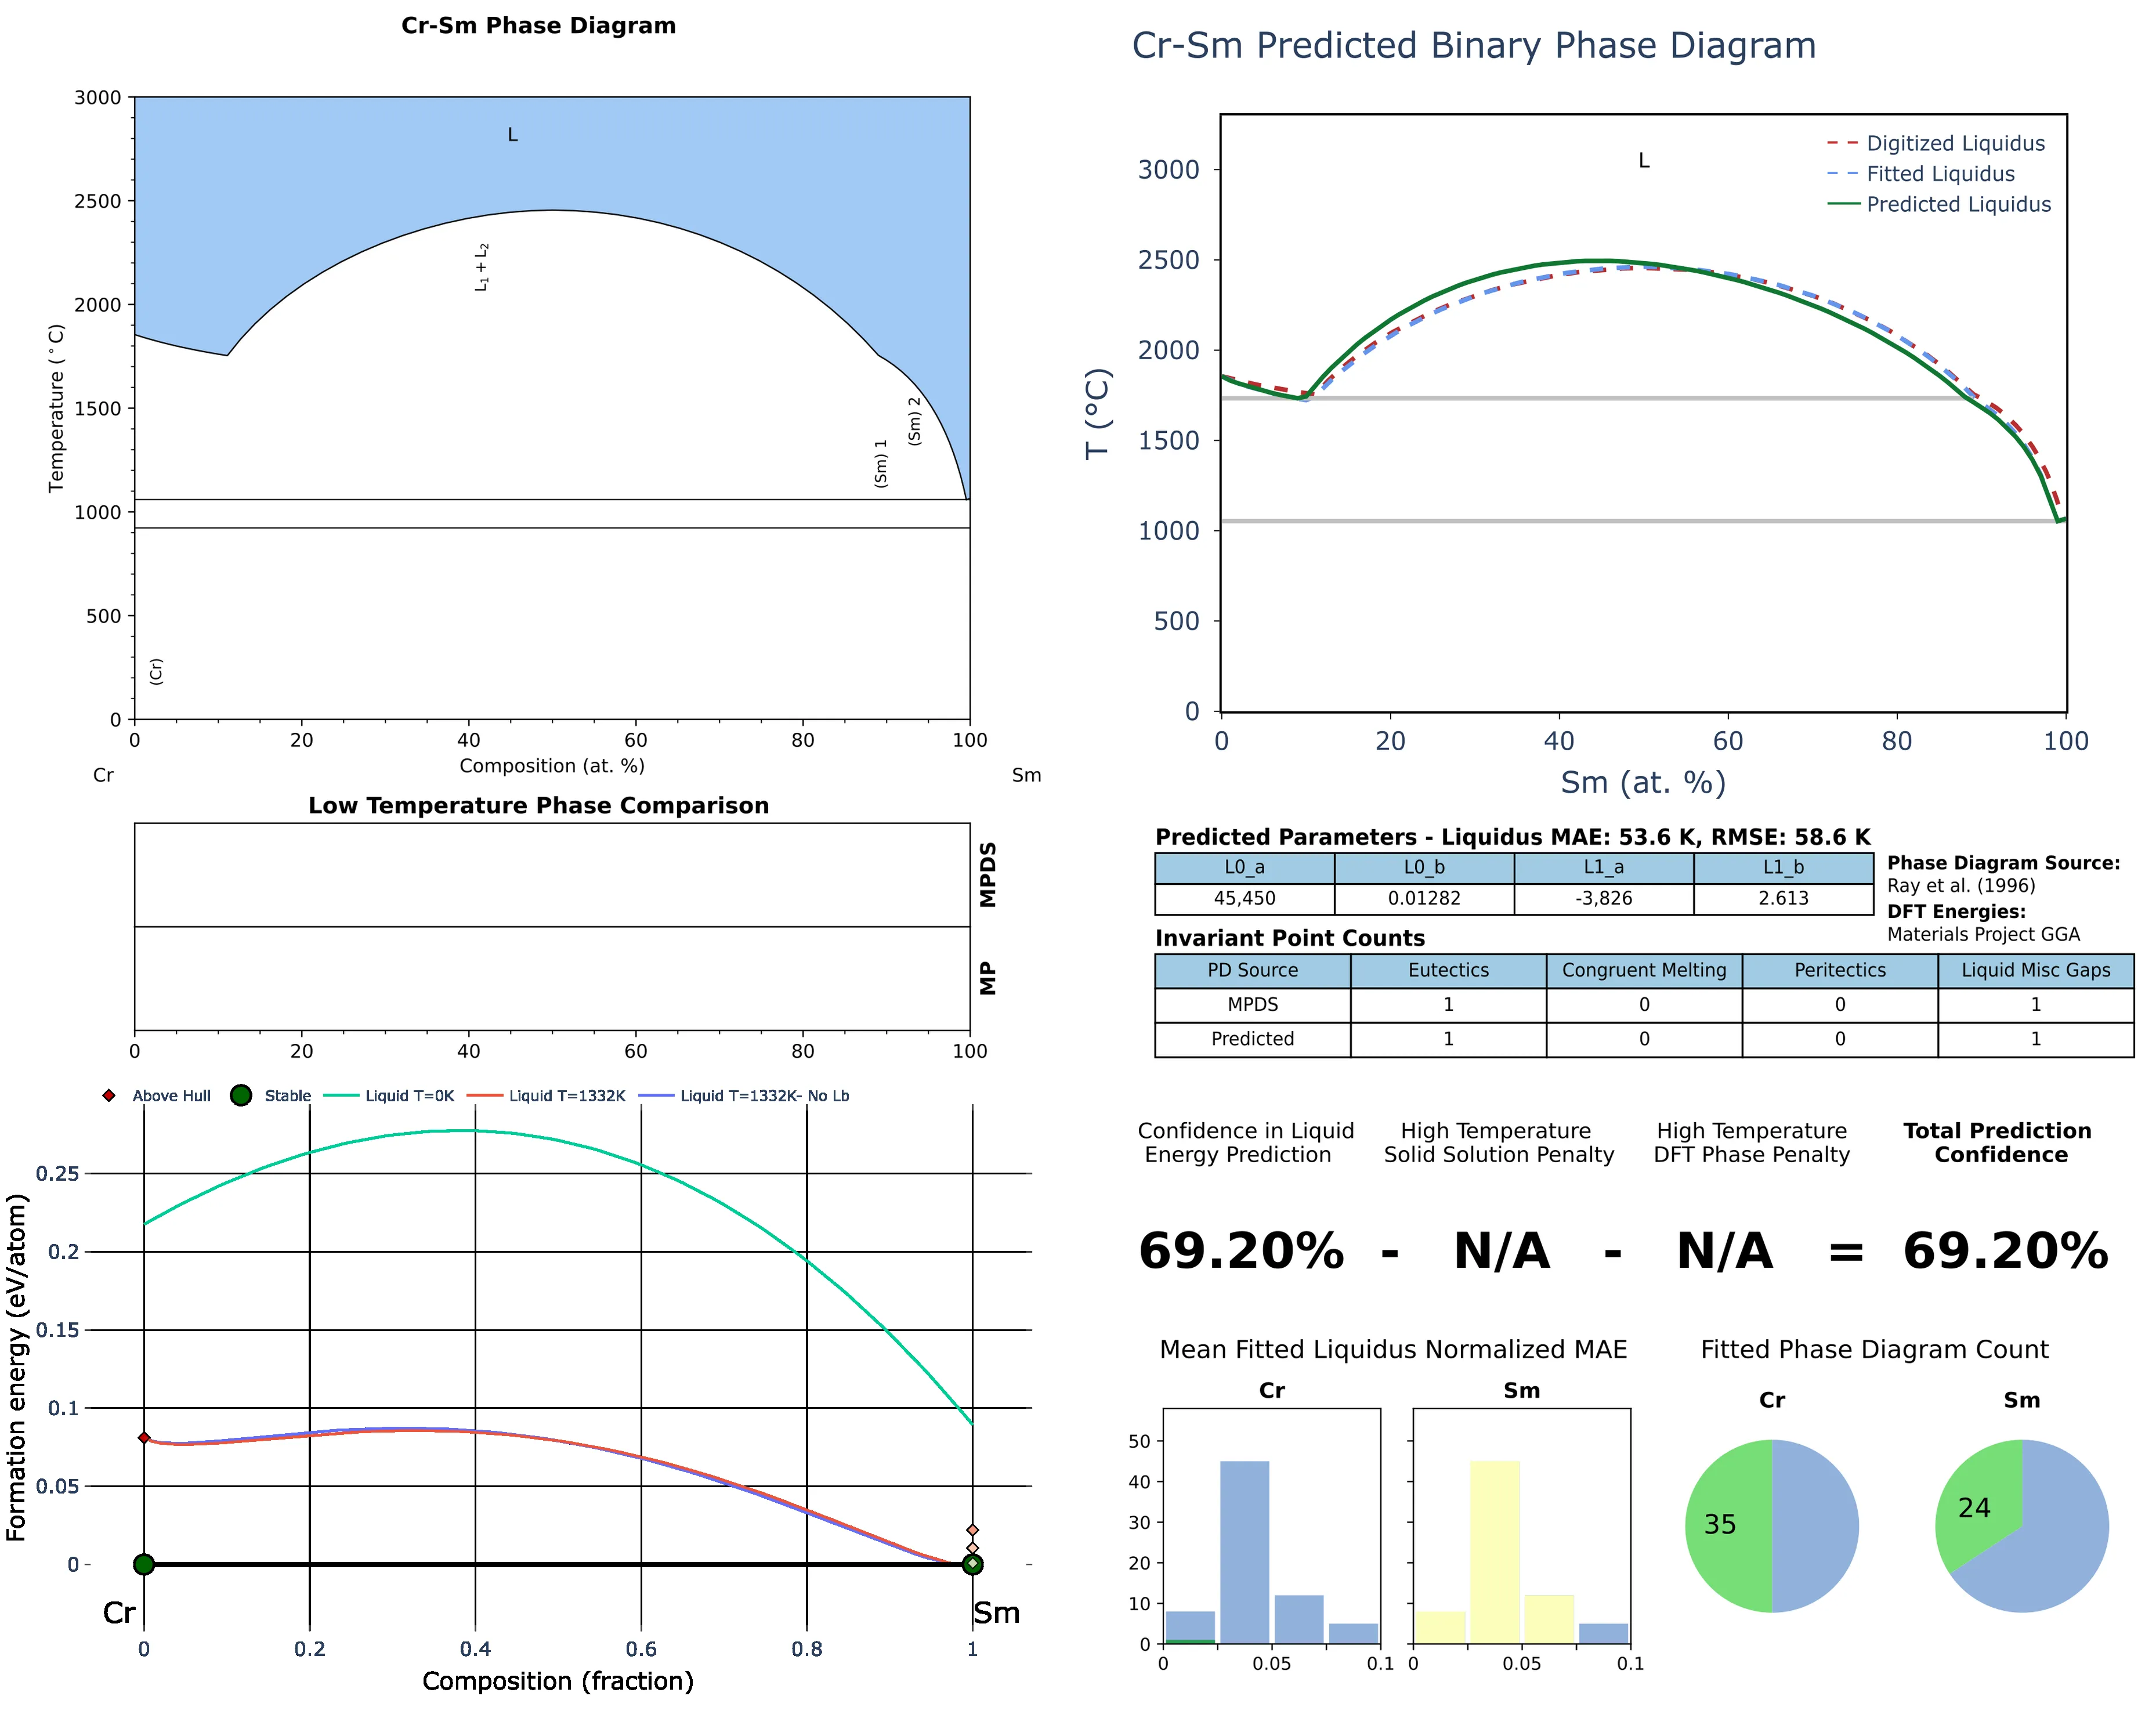 Cr-Sm Phase Diagram
3000
2500
2000
1500
1000
500
0
Temperature (°C)
L
L1 + L2
(Sm) 2
(Sm) 1
(Cr)
0 20 40 60 80 100
Composition (at. %)
Cr Sm
Low Temperature Phase Comparison
MPDS
MP
0 20 40 60 80 100
Above Hull Stable Liquid T=0K Liquid T=1332K Liquid T=1332K- No Lb
0.25
0.2
0.15
0.1
0.05
0
Formation energy (eV/atom)
Cr Sm
0 0.2 0.4 0.6 0.8 1
Composition (fraction)
Cr-Sm Predicted Binary Phase Diagram
L
Digitized Liquidus
Fitted Liquidus
Predicted Liquidus
3000
2500
2000
1500
1000
500
0
T (°C)
0 20 40 60 80 100
Sm (at. %)
Predicted Parameters - Liquidus MAE: 53.6 K, RMSE: 58.6 K
L0_a L0_b L1_a L1_b
45,450 0.01282 -3,826 2.613
Phase Diagram Source:
Ray et al. (1996)
DFT Energies:
Materials Project GGA
Invariant Point Counts
PD Source Eutectics Congruent Melting Peritectics Liquid Misc Gaps
MPDS 1 0 0 1
Predicted 1 0 0 1
Confidence in Liquid
Energy Prediction
High Temperature
Solid Solution Penalty
High Temperature
DFT Phase Penalty
Total Prediction
Confidence
69.20% - N/A - N/A = 69.20%
Mean Fitted Liquidus Normalized MAE
Cr Sm
50
40
30
20
10
0
0 0.05 0.1 0 0.05 0.1
Fitted Phase Diagram Count
Cr Sm
35 24